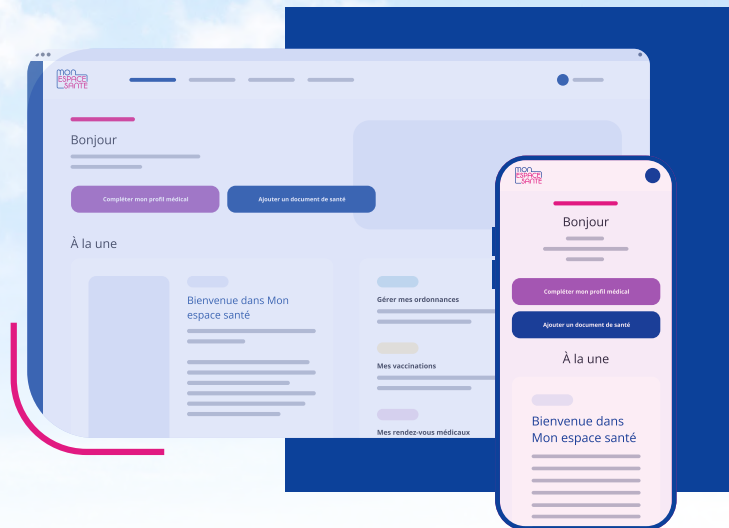 MON
ESPACE
SANTÉ
Bonjour
Compléter mon profil médical
Ajouter un document de santé
À la une
Bienvenue dans Mon
espace santé
Gérer mes ordonnances
Mes vaccinations
Mes rendez-vous médicaux
MON
ESPACE
SANTÉ
Bonjour
Compléter mon profil médical
Ajouter un document de santé
À la une
Bienvenue dans
Mon espace santé